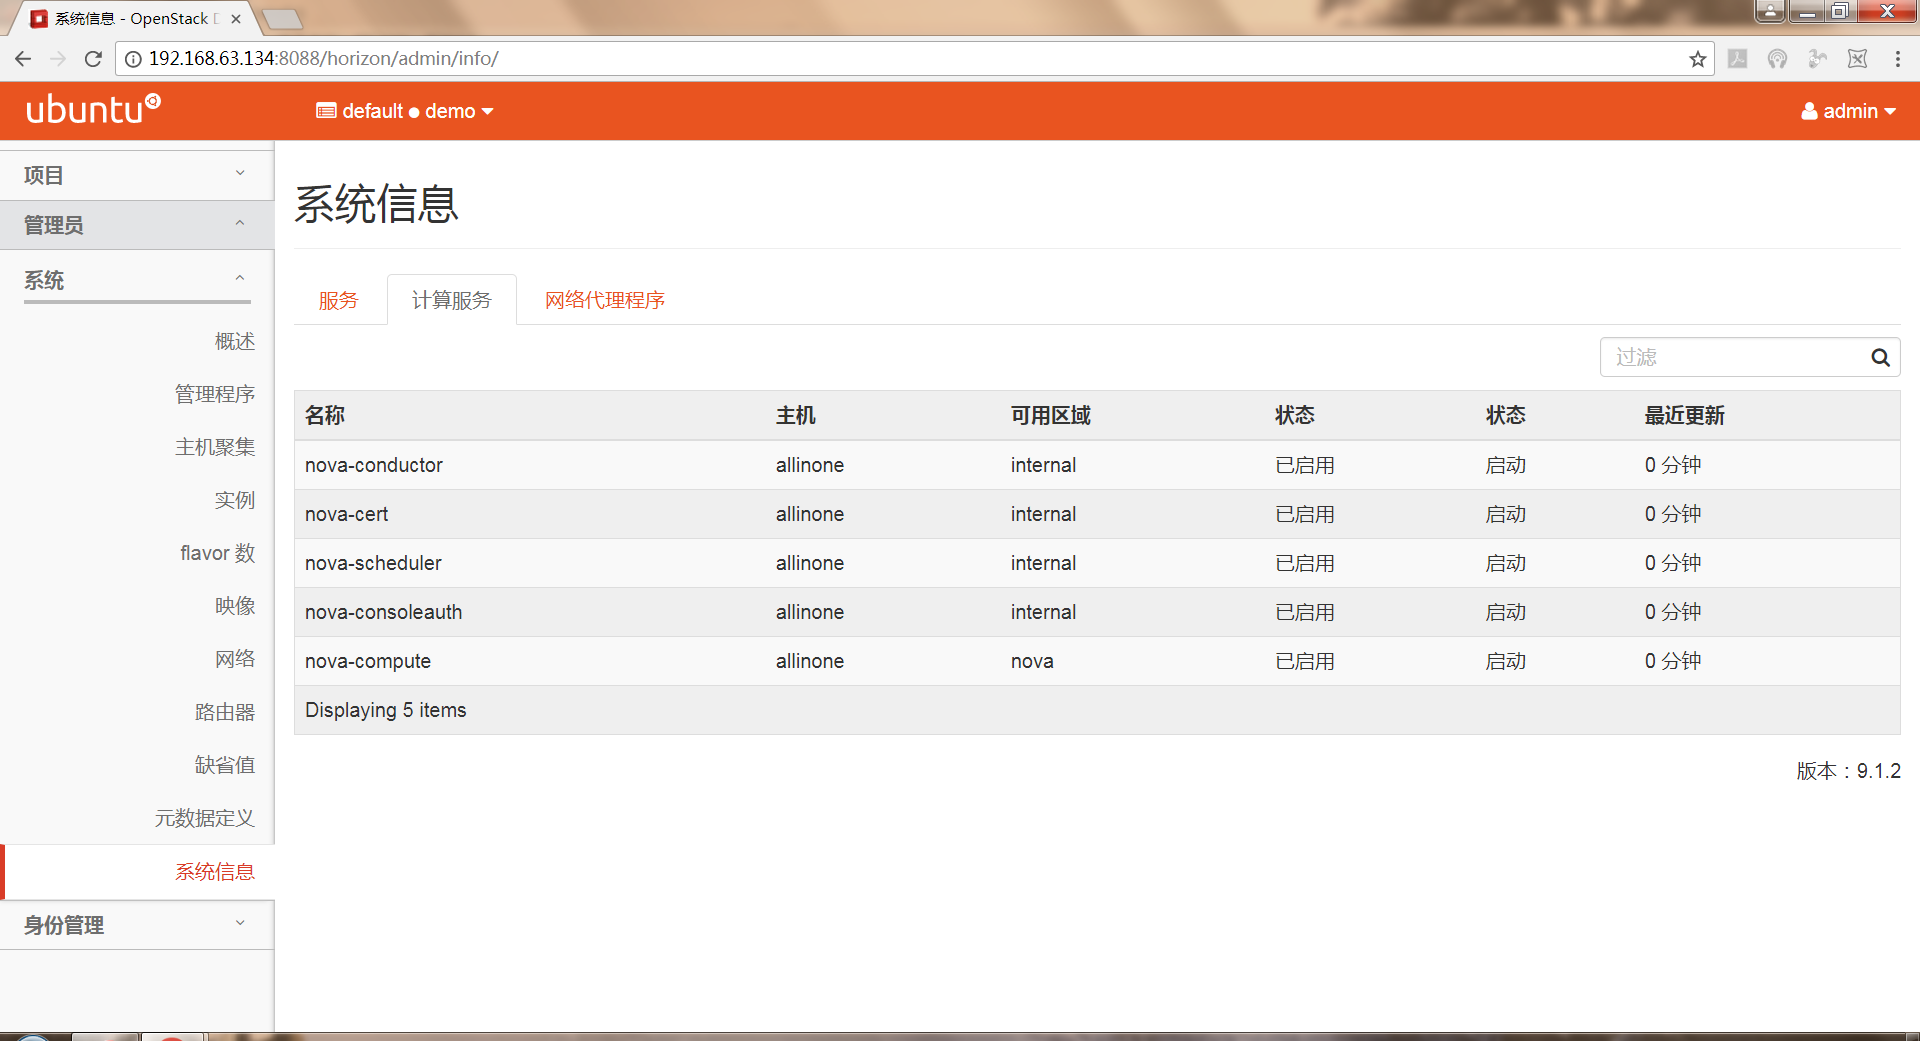 系统信息 - OpenStack D
192.168.63.134:8088/horizon/admin/info/
ubuntu
default ● demo
admin
项目
管理员
系统
概述
管理程序
主机聚集
实例
flavor 数
映像
网络
路由器
缺省值
元数据定义
系统信息
身份管理
系统信息
服务 计算服务 网络代理程序
过滤
名称 主机 可用区域 状态 状态 最近更新
nova-conductor allinone internal 已启用 启动 0 分钟
nova-cert allinone internal 已启用 启动 0 分钟
nova-scheduler allinone internal 已启用 启动 0 分钟
nova-consoleauth allinone internal 已启用 启动 0 分钟
nova-compute allinone nova 已启用 启动 0 分钟
Displaying 5 items
版本：9.1.2